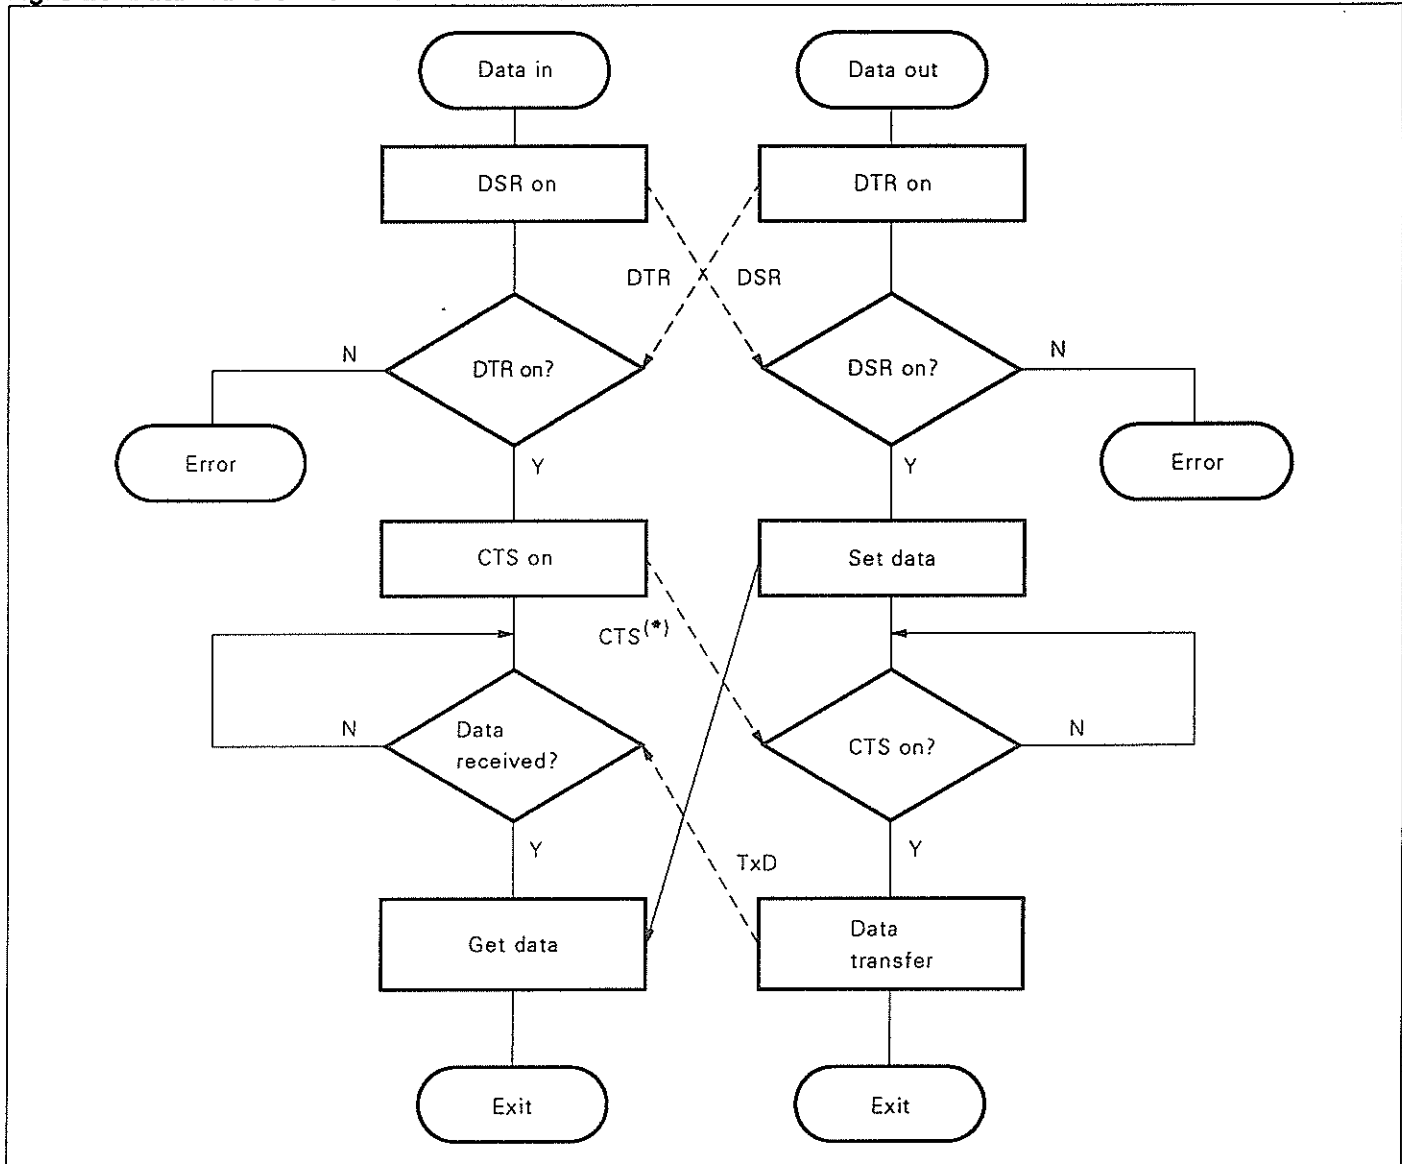 Data in
Data out
DSR on
DTR on
DTR
DSR
N
DTR on?
DSR on?
N
Error
Y
Y
Error
CTS on
Set data
CTS(*)
N
Data
received?
CTS on?
N
Y
TxD
Y
Get data
Data
transfer
Exit
Exit